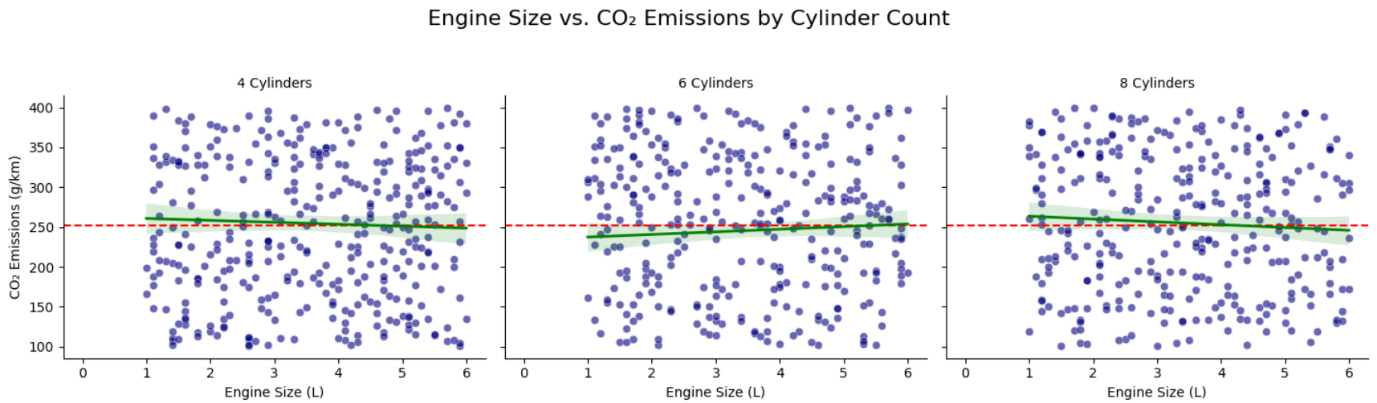 Engine Size vs. CO₂ Emissions by Cylinder Count
4 Cylinders
6 Cylinders
8 Cylinders
CO₂ Emissions (g/km)
400
350
300
250
200
150
100
0 1 2 3 4 5 6
0 1 2 3 4 5 6
0 1 2 3 4 5 6
Engine Size (L)
Engine Size (L)
Engine Size (L)